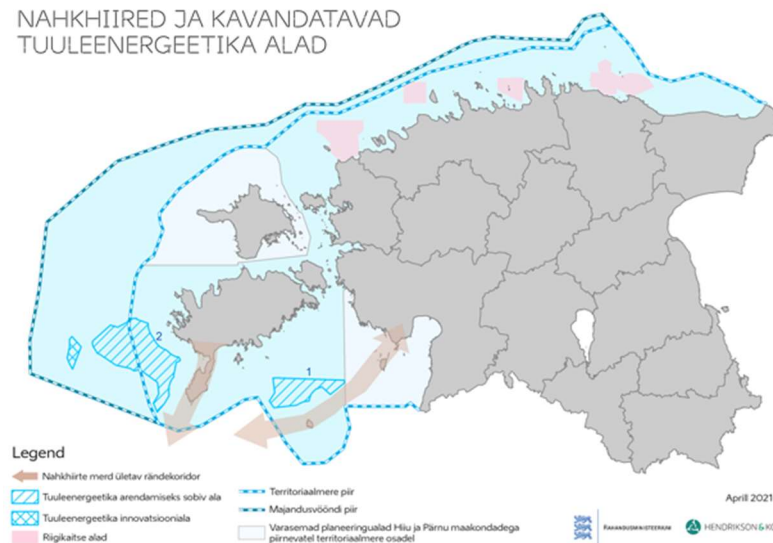 NAHKHIIRED JA KAVANDATAVAD
TUULEENERGEETIKA ALAD
2
1
Legend
Nahkhiirte merd ületav rändekoridor
Tuuleenergeetika arendamiseks sobiv ala
Tuuleenergeetika innovatsiooniala
Riigikaitse alad
Territoriaalmere piir
Majandusvööndi piir
Varasemad planeeringualad Hiiu ja Pärnu maakondadega
piirnevatel territoriaalmere osadel
Aprill 2021
RAHANDUSMINISTEERIUM
HENDRIKSON&KO